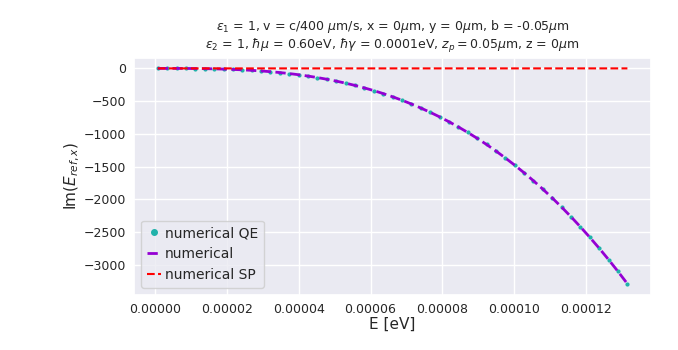 ε₁ = 1, v = c/400 μm/s, x = 0μm, y = 0μm, b = -0.05μm
ε₂ = 1, ℏμ = 0.60eV, ℏγ = 0.0001eV, zₚ = 0.05μm, z = 0μm
Im(E_{ref,x})
0
−500
−1000
−1500
−2000
−2500
−3000
numerical QE
numerical
numerical SP
0.00000
0.00002
0.00004
0.00006
0.00008
0.00010
0.00012
E [eV]